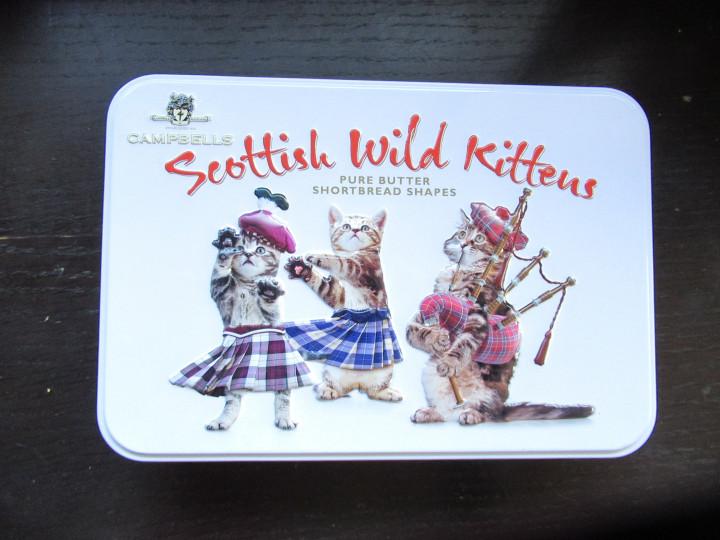 CAMPBELLS
Scottish Wild Kittens
PURE BUTTER
SHORTBREAD SHAPES